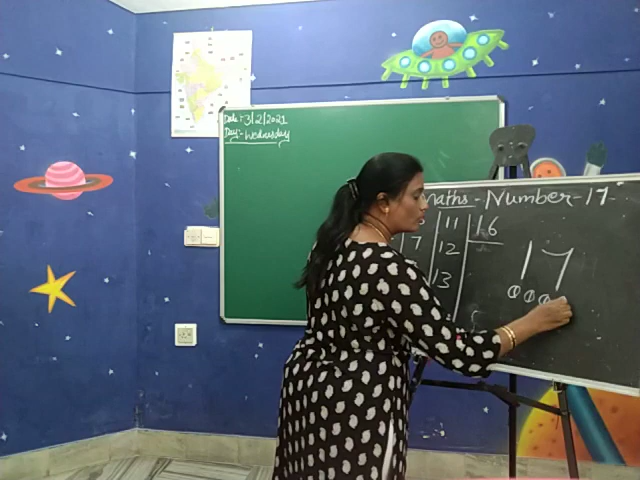 Date:- 3/2/2021
Day:- Wednesday
maths - Number-17-
11 16
7 12
13
17